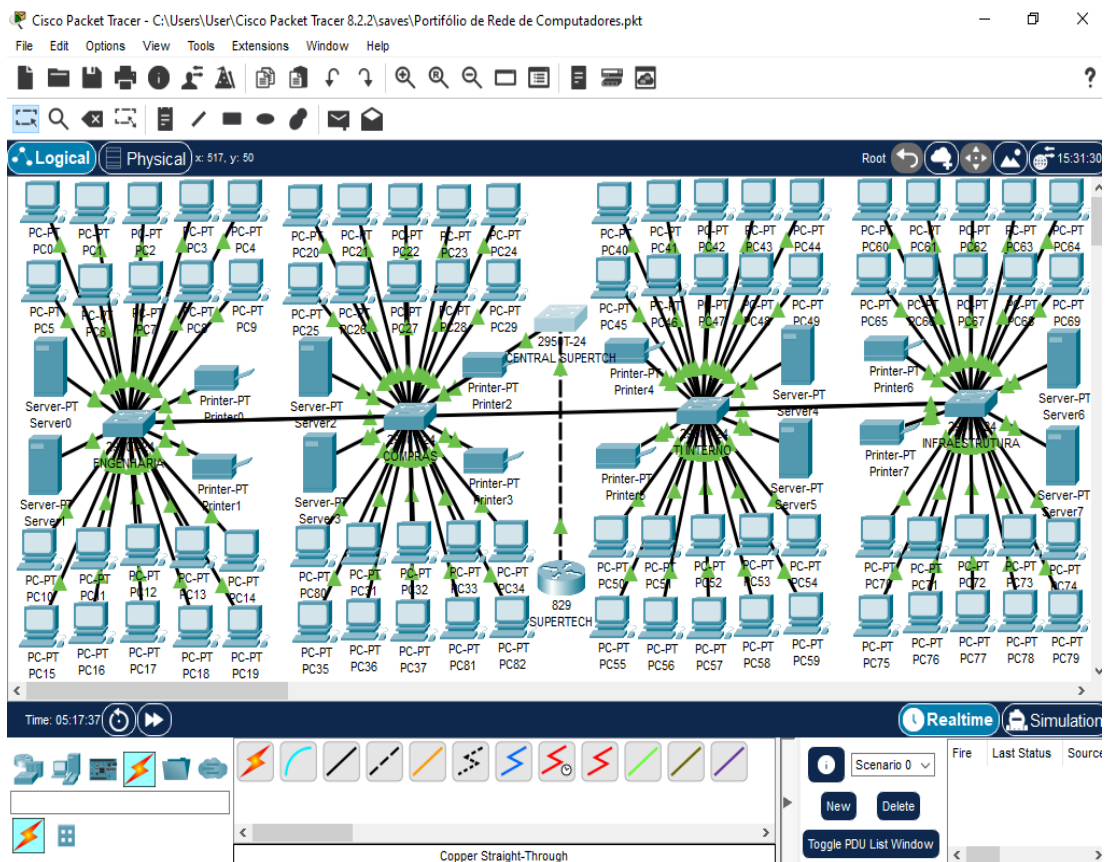 Cisco Packet Tracer - C:\Users\User\Cisco Packet Tracer 8.2.2\saves\Portifólio de Rede de Computadores.pkt
File Edit Options View Tools Extensions Window Help
?
Logical Physical x: 517, y: 50 Root 15:31:30
PC-PT PC-PT PC-PT PC-PT PC-PT PC-PT PC-PT PC-PT PC-PT PC-PT PC-PT PC-PT PC-PT PC-PT PC-PT PC-PT PC-PT PC-PT PC-PT PC-PT
PC0 PC1 PC2 PC3 PC4 PC20 PC21 PC22 PC23 PC24 PC40 PC41 PC42 PC43 PC44 PC60 PC61 PC62 PC63 PC64
PC-PT PC-PT PC-PT PC-PT PC-PT PC-PT PC-PT PC-PT PC-PT PC-PT PC-PT PC-PT PC-PT PC-PT PC-PT PC-PT PC-PT PC-PT PC-PT PC-PT
PC5 PC6 PC7 PC8 PC9 PC25 PC26 PC27 PC28 PC29 PC45 PC46 PC47 PC48 PC49 PC65 PC66 PC67 PC68 PC69
CENTRAL SUPERTCH
Printer-PT Printer-PT Printer-PT Printer-PT
Printer0 Printer2 Printer4 Printer6
Server-PT Server-PT Server-PT Server-PT
Server0 Server2 Server4 Server6
ENGENHARIA COMPRAS TI INTERNO INFRAESTRUTURA
Printer-PT Printer-PT Printer-PT Printer-PT
Printer1 Printer3 Printer5 Printer7
Server-PT Server-PT Server-PT Server-PT
Server1 Server3 Server5 Server7
PC-PT PC-PT PC-PT PC-PT PC-PT PC-PT PC-PT PC-PT PC-PT PC-PT PC-PT PC-PT PC-PT PC-PT PC-PT PC-PT PC-PT PC-PT PC-PT PC-PT
PC10 PC11 PC12 PC13 PC14 PC80 PC31 PC32 PC33 PC34 PC50 PC51 PC52 PC53 PC54 PC70 PC71 PC72 PC73 PC74
829
SUPERTECH
PC-PT PC-PT PC-PT PC-PT PC-PT PC-PT PC-PT PC-PT PC-PT PC-PT PC-PT PC-PT PC-PT PC-PT PC-PT PC-PT PC-PT PC-PT PC-PT PC-PT
PC15 PC16 PC17 PC18 PC19 PC35 PC36 PC37 PC81 PC82 PC55 PC56 PC57 PC58 PC59 PC75 PC76 PC77 PC78 PC79
Time: 05:17:37 Realtime Simulation
Scenario 0 Fire Last Status Source
New Delete
Toggle PDU List Window
Copper Straight-Through